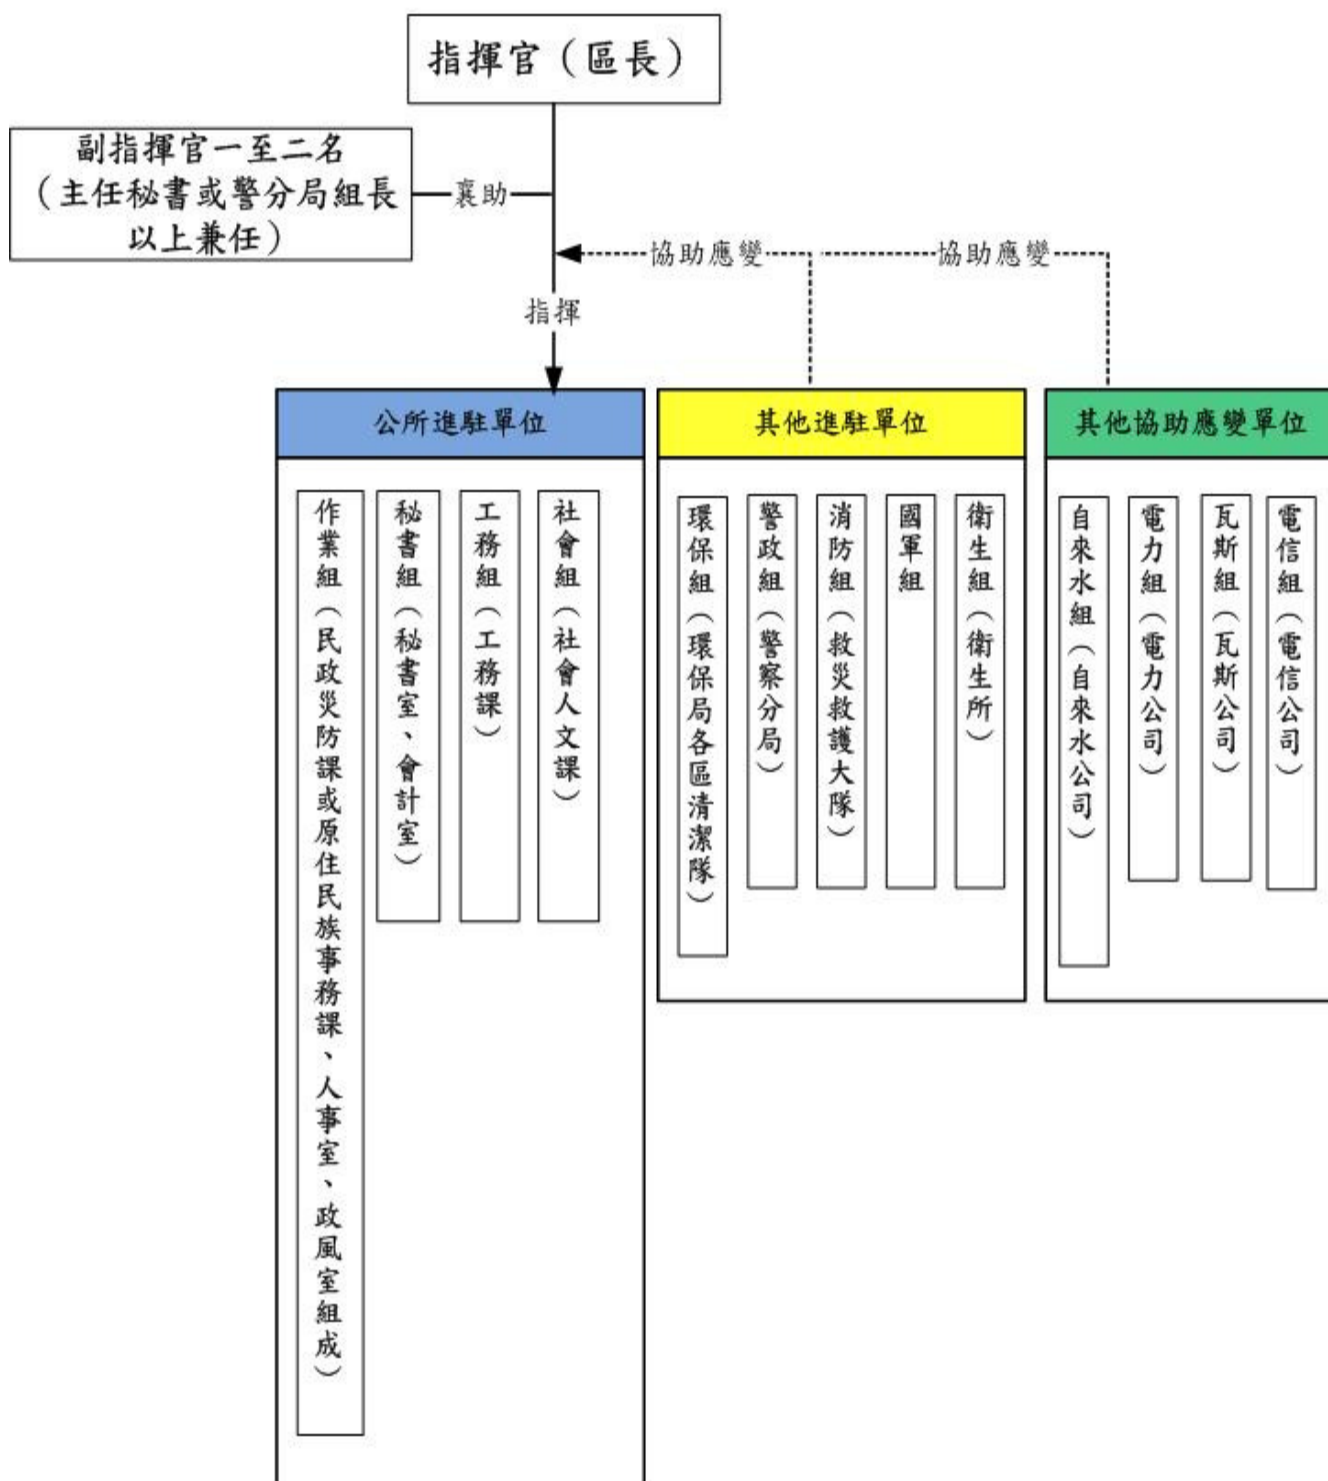 指揮官（區長）
副指揮官一至二名
（主任秘書或警分局組長
以上兼任）
襄助
協助應變
協助應變
指揮
公所進駐單位
作業組（民政災防課或原住民族事務課、人事室、政風室組成）
秘書組（秘書室、會計室）
工務組（工務課）
社會組（社會人文課）
其他進駐單位
環保組（環保局各區清潔隊）
警政組（警察分局）
消防組（救災救護大隊）
國軍組
衛生組（衛生所）
其他協助應變單位
自來水組（自來水公司）
電力組（電力公司）
瓦斯組（瓦斯公司）
電信組（電信公司）